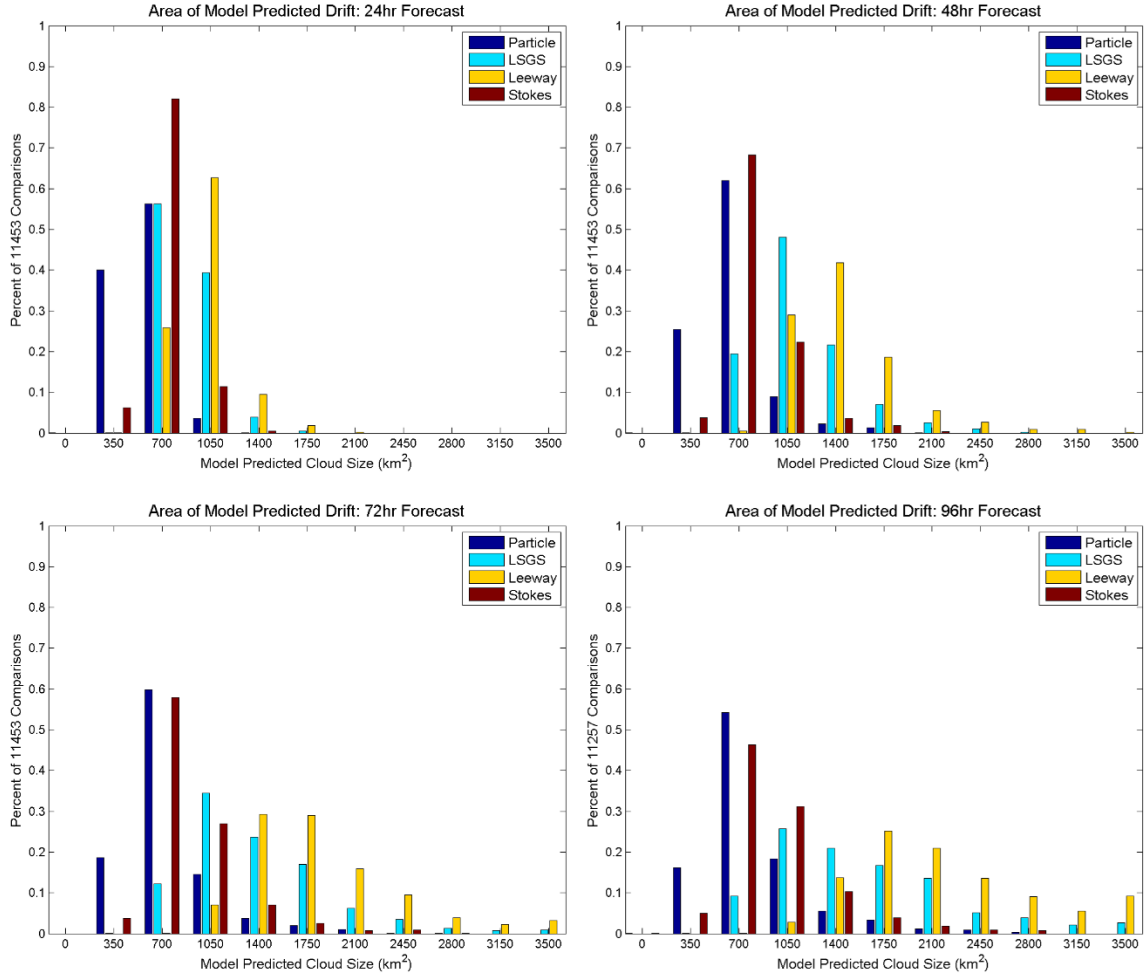 Area of Model Predicted Drift: 24hr Forecast
Percent of 11453 Comparisons
1
0.9
0.8
0.7
0.6
0.5
0.4
0.3
0.2
0.1
0
Particle
LSGS
Leeway
Stokes
0 350 700 1050 1400 1750 2100 2450 2800 3150 3500
Model Predicted Cloud Size (km²)
Area of Model Predicted Drift: 48hr Forecast
Percent of 11453 Comparisons
1
0.9
0.8
0.7
0.6
0.5
0.4
0.3
0.2
0.1
0
Particle
LSGS
Leeway
Stokes
0 350 700 1050 1400 1750 2100 2450 2800 3150 3500
Model Predicted Cloud Size (km²)
Area of Model Predicted Drift: 72hr Forecast
Percent of 11453 Comparisons
1
0.9
0.8
0.7
0.6
0.5
0.4
0.3
0.2
0.1
0
Particle
LSGS
Leeway
Stokes
0 350 700 1050 1400 1750 2100 2450 2800 3150 3500
Model Predicted Cloud Size (km²)
Area of Model Predicted Drift: 96hr Forecast
Percent of 11257 Comparisons
1
0.9
0.8
0.7
0.6
0.5
0.4
0.3
0.2
0.1
0
Particle
LSGS
Leeway
Stokes
0 350 700 1050 1400 1750 2100 2450 2800 3150 3500
Model Predicted Cloud Size (km²)